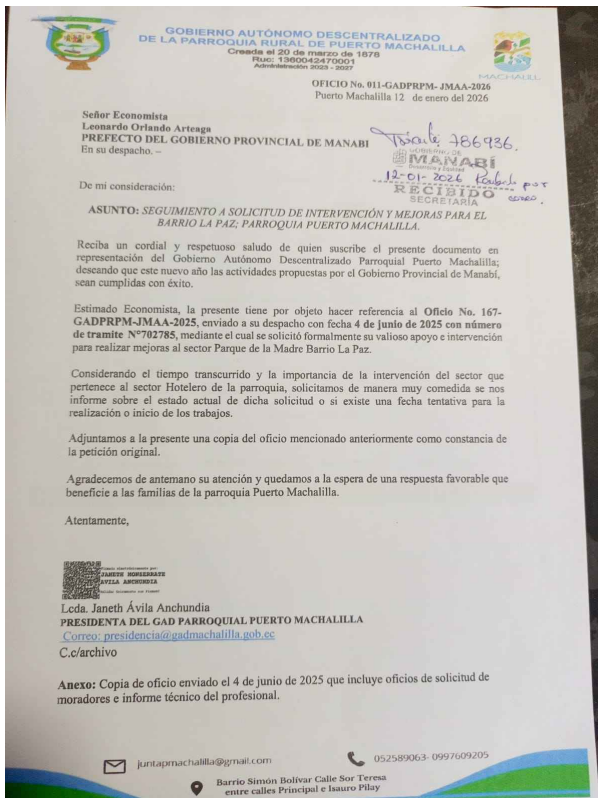 GOBIERNO AUTÓNOMO DESCENTRALIZADO
DE LA PARROQUIA RURAL DE PUERTO MACHALILLA
Creada el 20 de marzo de 1878
Ruc: 1360042470001
Administración 2023 - 2027
MACHALILL
OFICIO No. 011-GADPRPM- JMAA-2026
Puerto Machalilla 12 de enero del 2026
Señor Economista
Leonardo Orlando Arteaga
PREFECTO DEL GOBIERNO PROVINCIAL DE MANABI
En su despacho. –
786936.
GOBIERNO DE
MANABÍ
12-01-2026
RECIBIDO
SECRETARÍA
De mi consideración:
ASUNTO: SEGUIMIENTO A SOLICITUD DE INTERVENCIÓN Y MEJORAS PARA EL
BARRIO LA PAZ; PARROQUIA PUERTO MACHALILLA.
Reciba un cordial y respetuoso saludo de quien suscribe el presente documento en
representación del Gobierno Autónomo Descentralizado Parroquial Puerto Machalilla;
deseando que este nuevo año las actividades propuestas por el Gobierno Provincial de Manabí,
sean cumplidas con éxito.
Estimado Economista, la presente tiene por objeto hacer referencia al Oficio No. 167-
GADPRPM-JMAA-2025, enviado a su despacho con fecha 4 de junio de 2025 con número
de tramite N°702785, mediante el cual se solicitó formalmente su valioso apoyo e intervención
para realizar mejoras al sector Parque de la Madre Barrio La Paz.
Considerando el tiempo transcurrido y la importancia de la intervención del sector que
pertenece al sector Hotelero de la parroquia, solicitamos de manera muy comedida se nos
informe sobre el estado actual de dicha solicitud o si existe una fecha tentativa para la
realización o inicio de los trabajos.
Adjuntamos a la presente una copia del oficio mencionado anteriormente como constancia de
la petición original.
Agradecemos de antemano su atención y quedamos a la espera de una respuesta favorable que
beneficie a las familias de la parroquia Puerto Machalilla.
Atentamente,
JANETH MONSERRATE
AVILA ANCHUNDIA
Lcda. Janeth Ávila Anchundia
PRESIDENTA DEL GAD PARROQUIAL PUERTO MACHALILLA
Correo: presidencia@gadmachalilla.gob.ec
C.c/archivo
Anexo: Copia de oficio enviado el 4 de junio de 2025 que incluye oficios de solicitud de
moradores e informe técnico del profesional.
juntapmachalilla@gmail.com
052589063- 0997609205
Barrio Simón Bolívar Calle Sor Teresa
entre calles Principal e Isauro Pilay